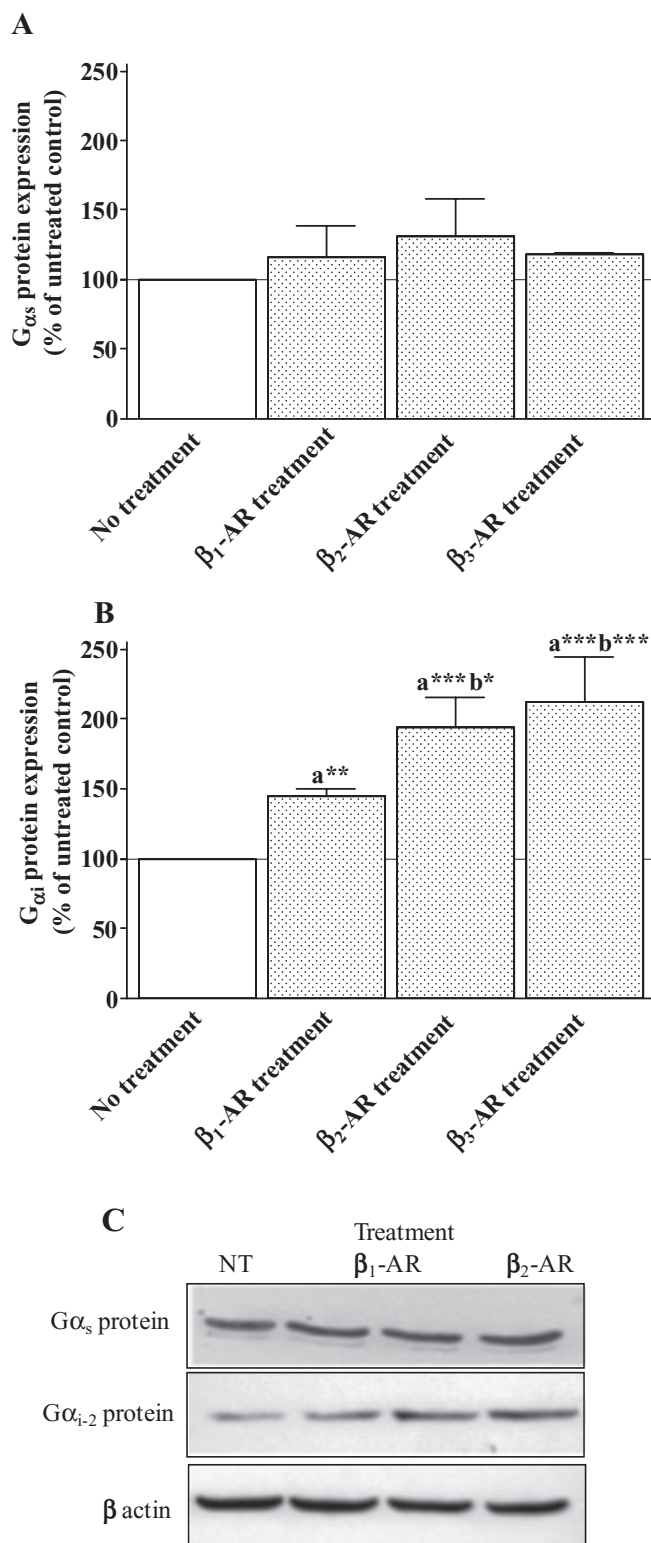 A
250
200
150
100
50
0
Gαs protein expression
(% of untreated control)
No treatment
β1-AR treatment
β2-AR treatment
β3-AR treatment
B
250
200
150
100
50
0
Gαi protein expression
(% of untreated control)
a**
a***b*
a***b***
No treatment
β1-AR treatment
β2-AR treatment
β3-AR treatment
C
Treatment
NT β1-AR β2-AR
Gαs protein
Gαi-2 protein
β actin